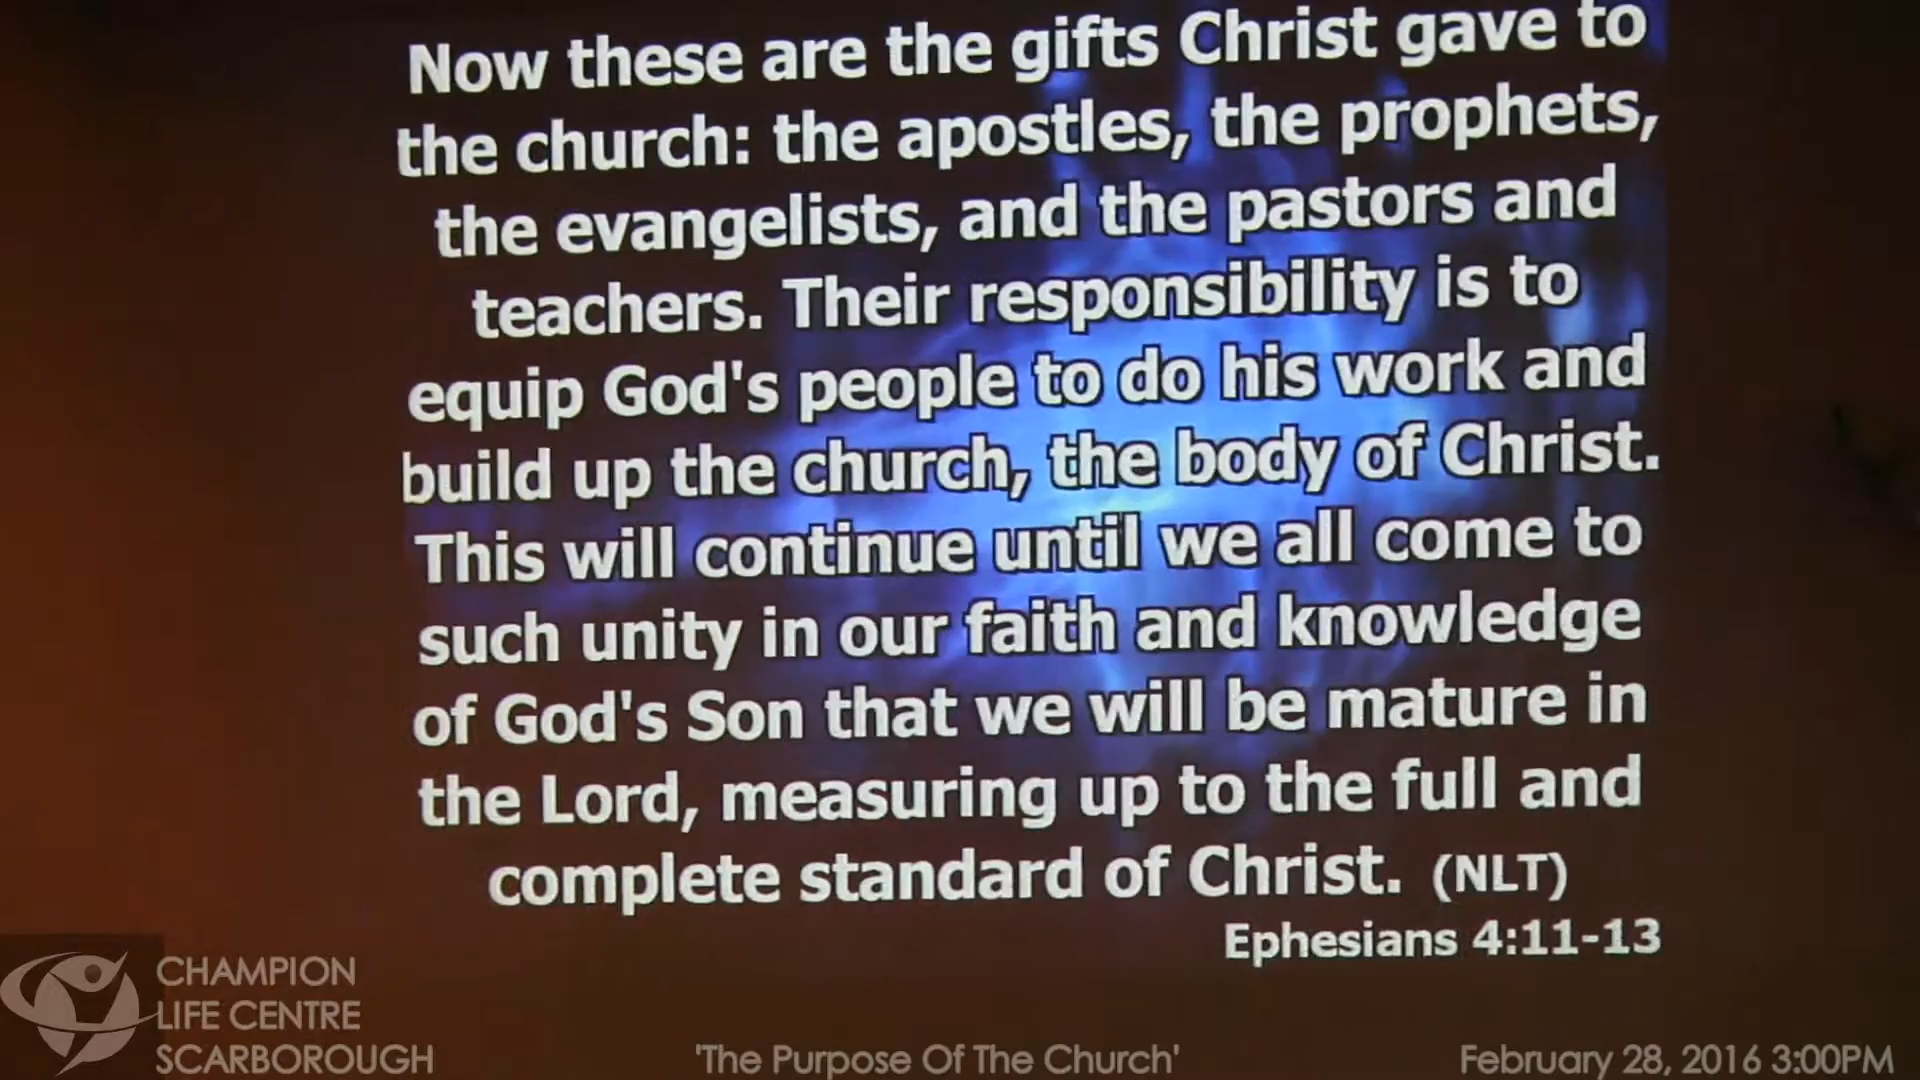 Now these are the gifts Christ gave to
the church: the apostles, the prophets,
the evangelists, and the pastors and
teachers. Their responsibility is to
equip God's people to do his work and
build up the church, the body of Christ.
This will continue until we all come to
such unity in our faith and knowledge
of God's Son that we will be mature in
the Lord, measuring up to the full and
complete standard of Christ. (NLT)
Ephesians 4:11-13
CHAMPION
LIFE CENTRE
SCARBOROUGH
'The Purpose Of The Church'
February 28, 2016 3:00PM